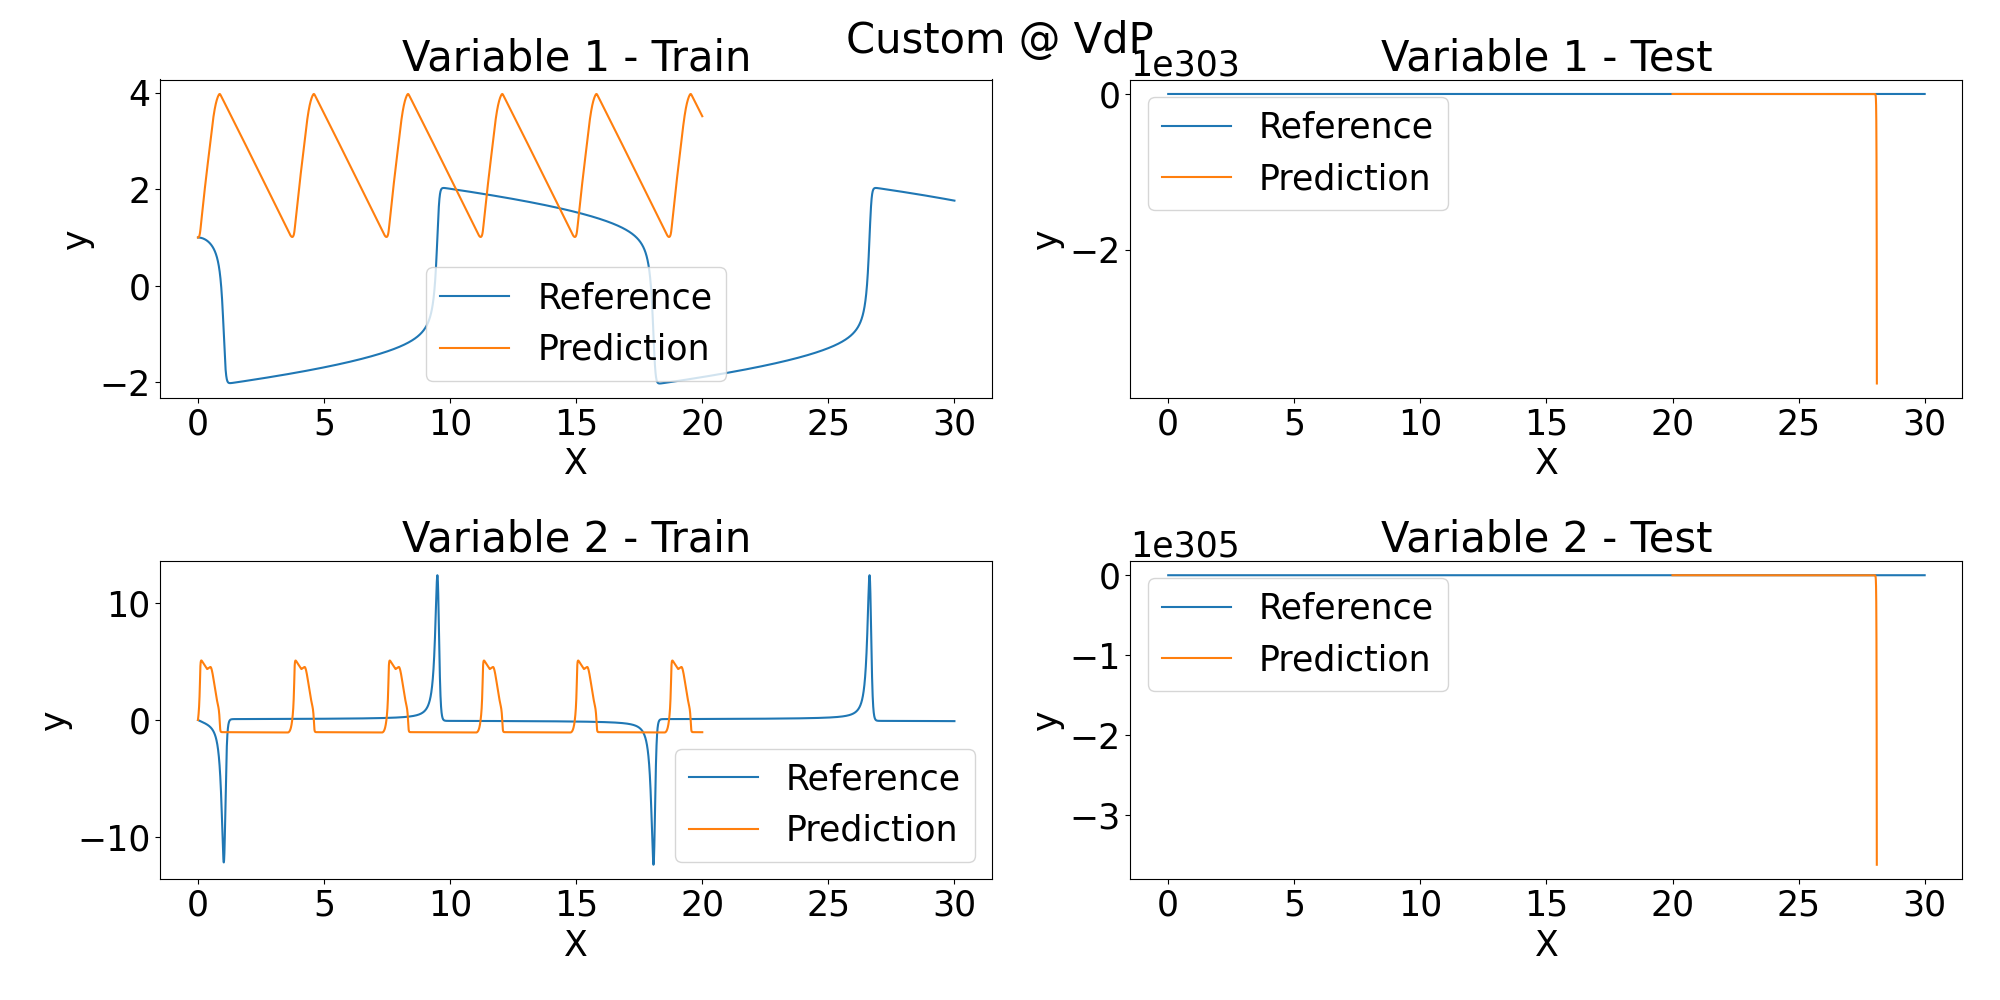 Custom @ VdP
Variable 1 - Train
4
2
0
−2
y
0 5 10 15 20 25 30
X
Reference
Prediction
Variable 1 - Test
1e303
0
−2
y
0 5 10 15 20 25 30
X
Reference
Prediction
Variable 2 - Train
10
0
−10
y
0 5 10 15 20 25 30
X
Reference
Prediction
Variable 2 - Test
1e305
0
−1
−2
−3
y
0 5 10 15 20 25 30
X
Reference
Prediction